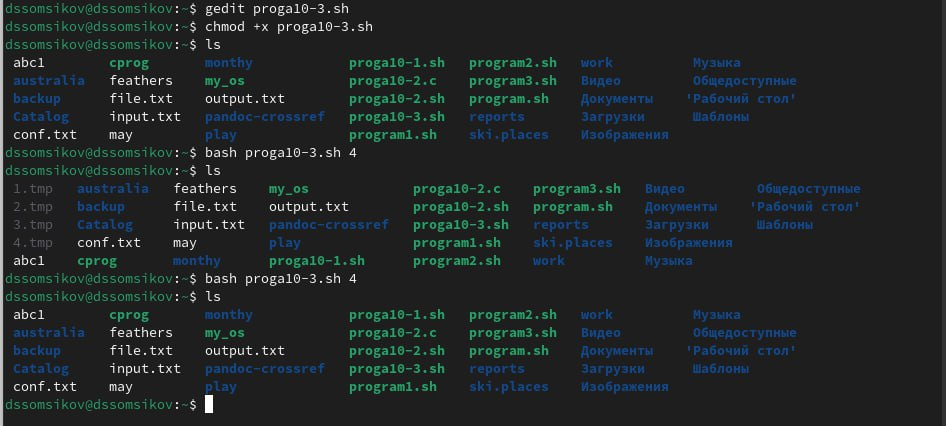 dssomsikov@dssomsikov:~$ gedit proga10-3.sh
dssomsikov@dssomsikov:~$ chmod +x proga10-3.sh
dssomsikov@dssomsikov:~$ ls
abc1 cprog monthy proga10-1.sh program2.sh work Музыка
australia feathers my_os proga10-2.c program3.sh Видео Общедоступные
backup file.txt output.txt proga10-2.sh program.sh Документы 'Рабочий стол'
Catalog input.txt pandoc-crossref proga10-3.sh reports Загрузки Шаблоны
conf.txt may play program1.sh ski.places Изображения
dssomsikov@dssomsikov:~$ bash proga10-3.sh 4
dssomsikov@dssomsikov:~$ ls
1.tmp australia feathers my_os proga10-2.c program3.sh Видео Общедоступные
2.tmp backup file.txt output.txt proga10-2.sh program.sh Документы 'Рабочий стол'
3.tmp Catalog input.txt pandoc-crossref proga10-3.sh reports Загрузки Шаблоны
4.tmp conf.txt may play program1.sh ski.places Изображения
abc1 cprog monthy proga10-1.sh program2.sh work Музыка
dssomsikov@dssomsikov:~$ bash proga10-3.sh 4
dssomsikov@dssomsikov:~$ ls
abc1 cprog monthy proga10-1.sh program2.sh work Музыка
australia feathers my_os proga10-2.c program3.sh Видео Общедоступные
backup file.txt output.txt proga10-2.sh program.sh Документы 'Рабочий стол'
Catalog input.txt pandoc-crossref proga10-3.sh reports Загрузки Шаблоны
conf.txt may play program1.sh ski.places Изображения
dssomsikov@dssomsikov:~$